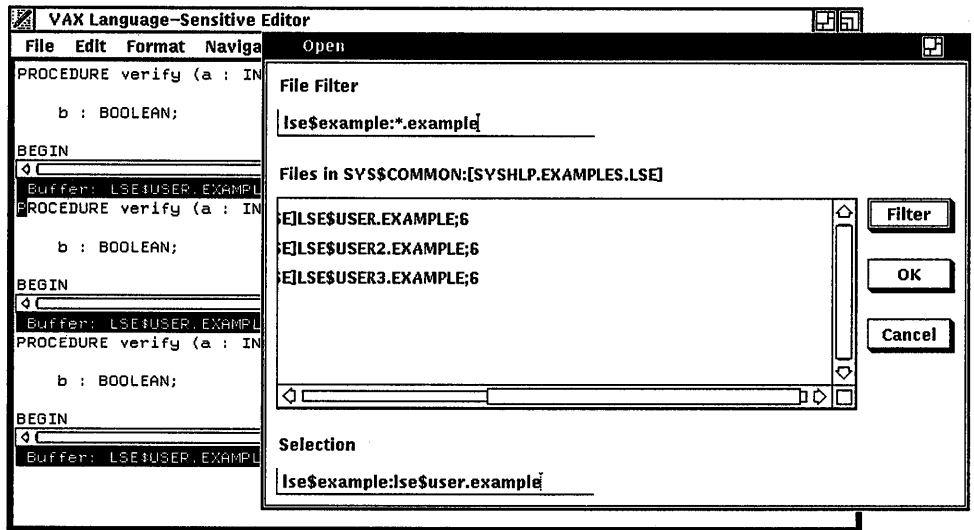 VAX Language-Sensitive Editor
File Edit Format Naviga
Open
PROCEDURE verify (a : IN
b : BOOLEAN;
BEGIN
Buffer: LSE$USER.EXAMPL
PROCEDURE verify (a : IN
b : BOOLEAN;
BEGIN
Buffer: LSE$USER.EXAMPL
PROCEDURE verify (a : IN
b : BOOLEAN;
BEGIN
Buffer: LSE$USER.EXAMPL
File Filter
lse$example:*.example
Files in SYS$COMMON:[SYSHLP.EXAMPLES.LSE]
SE]LSE$USER.EXAMPLE;6
SE]LSE$USER2.EXAMPLE;6
SE]LSE$USER3.EXAMPLE;6
Filter
OK
Cancel
Selection
lse$example:lse$user.example